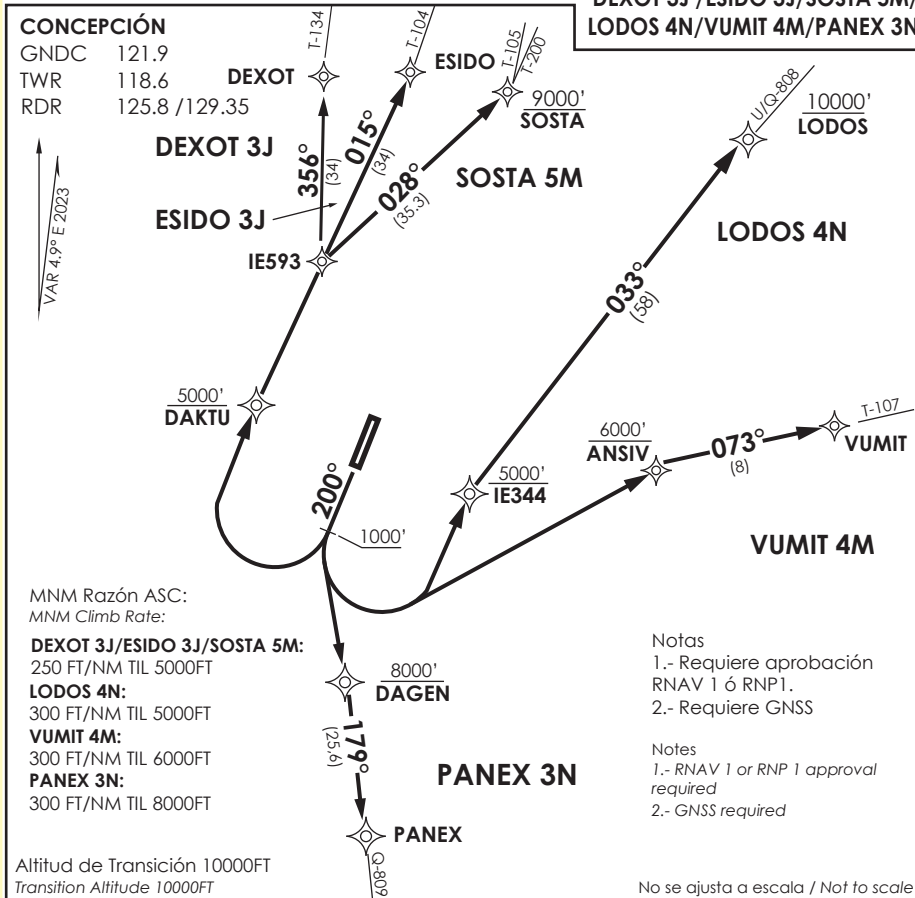 DEXOT 3J /ESIDO 3J/SOSTA 5M/
LODOS 4N/VUMIT 4M/PANEX 3N
CONCEPCIÓN
GNDC 121.9
TWR 118.6
RDR 125.8 /129.35
VAR 4.9° E 2023
T-134
DEXOT
T-104
ESIDO
T-105
T-200
9000'
SOSTA
U/Q-808
10000'
LODOS
DEXOT 3J
356°
(34)
015°
(34)
028°
(35.3)
SOSTA 5M
ESIDO 3J
LODOS 4N
IE593
033°
(58)
5000'
DAKTU
T-107
6000'
ANSIV
073°
(8)
VUMIT
200°
5000'
IE344
1000'
VUMIT 4M
MNM Razón ASC:
MNM Climb Rate:
DEXOT 3J/ESIDO 3J/SOSTA 5M:
250 FT/NM TIL 5000FT
LODOS 4N:
300 FT/NM TIL 5000FT
VUMIT 4M:
300 FT/NM TIL 6000FT
PANEX 3N:
300 FT/NM TIL 8000FT
8000'
DAGEN
179°
(25,6)
PANEX 3N
PANEX
Q-809
Notas
1.- Requiere aprobación
RNAV 1 ó RNP1.
2.- Requiere GNSS
Notes
1.- RNAV 1 or RNP 1 approval
required
2.- GNSS required
Altitud de Transición 10000FT
Transition Altitude 10000FT
No se ajusta a escala / Not to scale